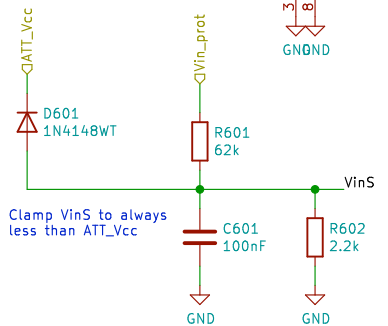 ATT_Vcc
Vin_prot
3
8
GND
GND
D601
1N4148WT
R601
62k
VinS
Clamp VinS to always
less than ATT_Vcc
C601
100nF
R602
2.2k
GND
GND